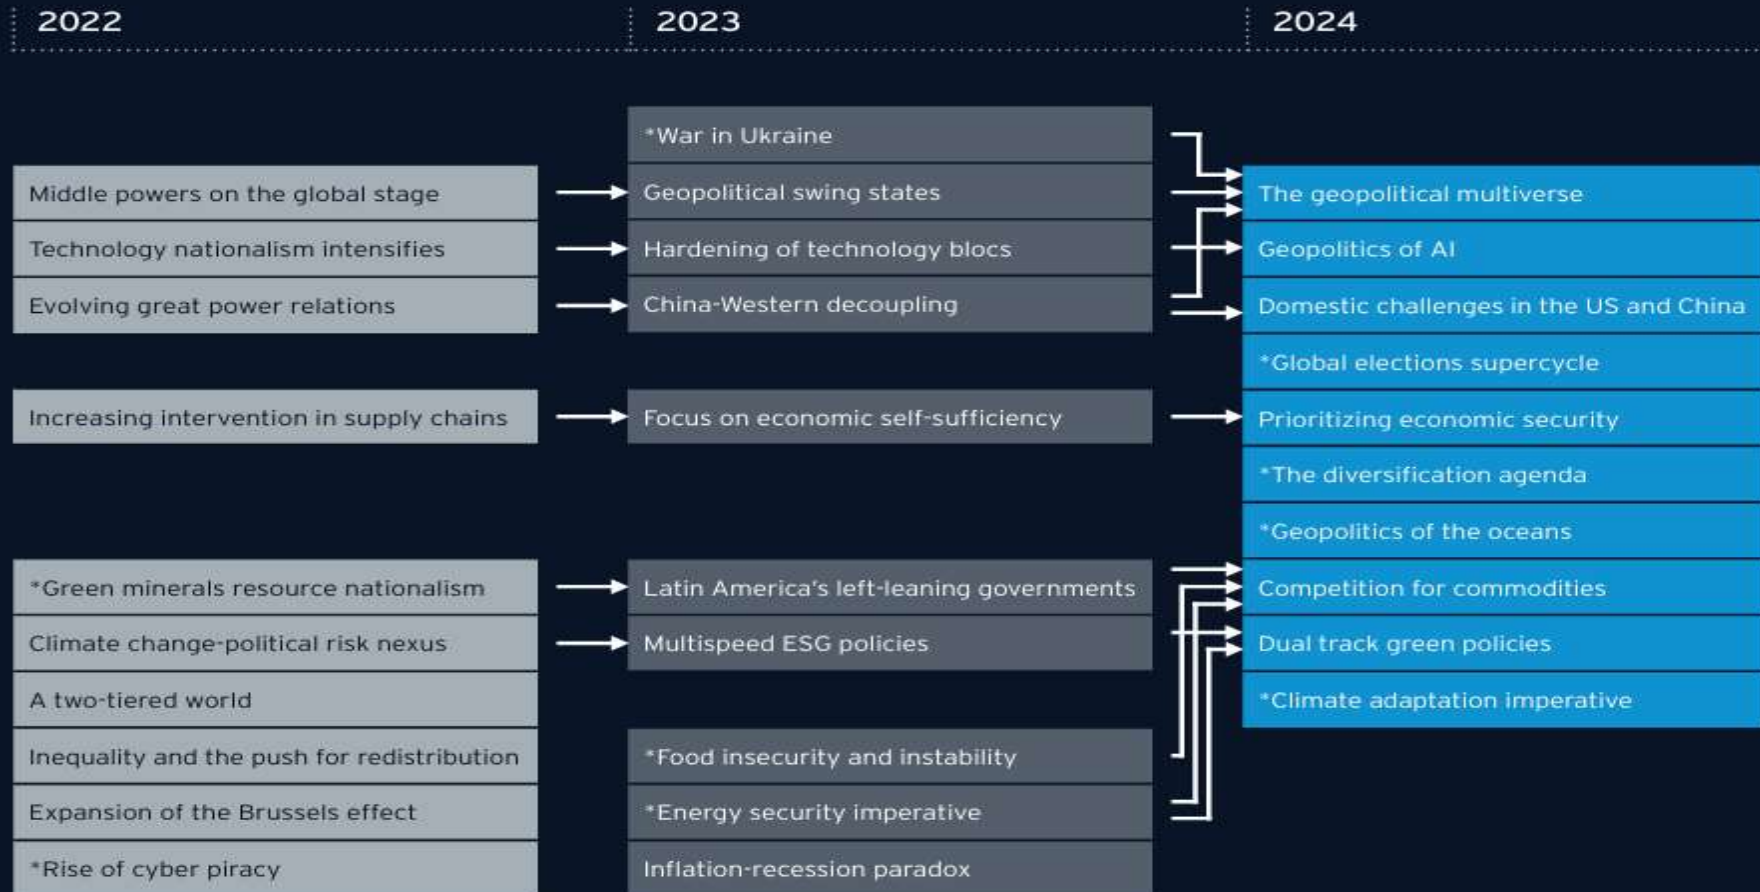 2022
2023
2024
Middle powers on the global stage
Technology nationalism intensifies
Evolving great power relations
Increasing intervention in supply chains
*Green minerals resource nationalism
Climate change-political risk nexus
A two-tiered world
Inequality and the push for redistribution
Expansion of the Brussels effect
*Rise of cyber piracy
*War in Ukraine
Geopolitical swing states
Hardening of technology blocs
China-Western decoupling
Focus on economic self-sufficiency
Latin America's left-leaning governments
Multispeed ESG policies
*Food insecurity and instability
*Energy security imperative
Inflation-recession paradox
The geopolitical multiverse
Geopolitics of AI
Domestic challenges in the US and China
*Global elections supercycle
Prioritizing economic security
*The diversification agenda
*Geopolitics of the oceans
Competition for commodities
Dual track green policies
*Climate adaptation imperative